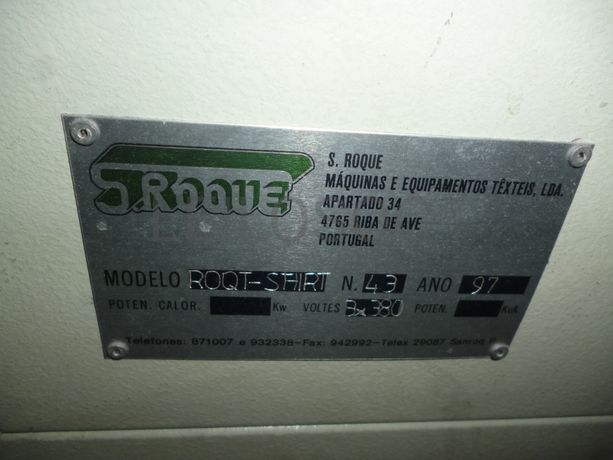 S. ROQUE
S. ROQUE
MÁQUINAS E EQUIPAMENTOS TÊXTEIS, LDA.
APARTADO 34
4765 RIBA DE AVE
PORTUGAL
MODELO ROQT-SHIRT N. 43 ANO 97
POTEN. CALOR. Kw VOLTES 3x380 POTEN. KvA
Telefones: 871007 e 932338-Fax: 942992-Telex 29087 Sanroq P